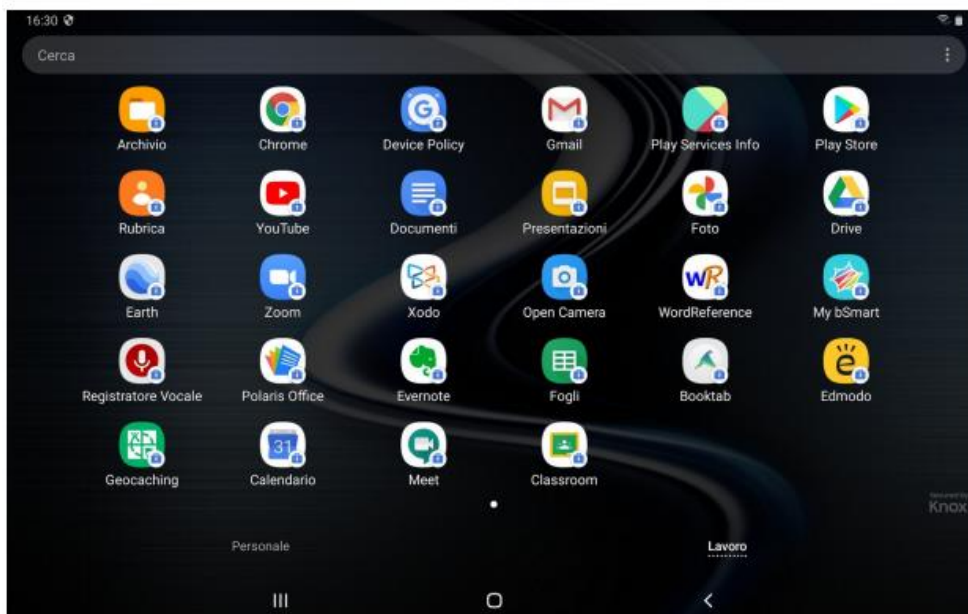 16:30
Cerca
Archivio Chrome Device Policy Gmail Play Services Info Play Store
Rubrica YouTube Documenti Presentazioni Foto Drive
Earth Zoom Xodo Open Camera WordReference My bSmart
Registratore Vocale Polaris Office Evernote Fogli Booktab Edmodo
Geocaching Calendario Meet Classroom
Secured by
Knox
Personale Lavoro